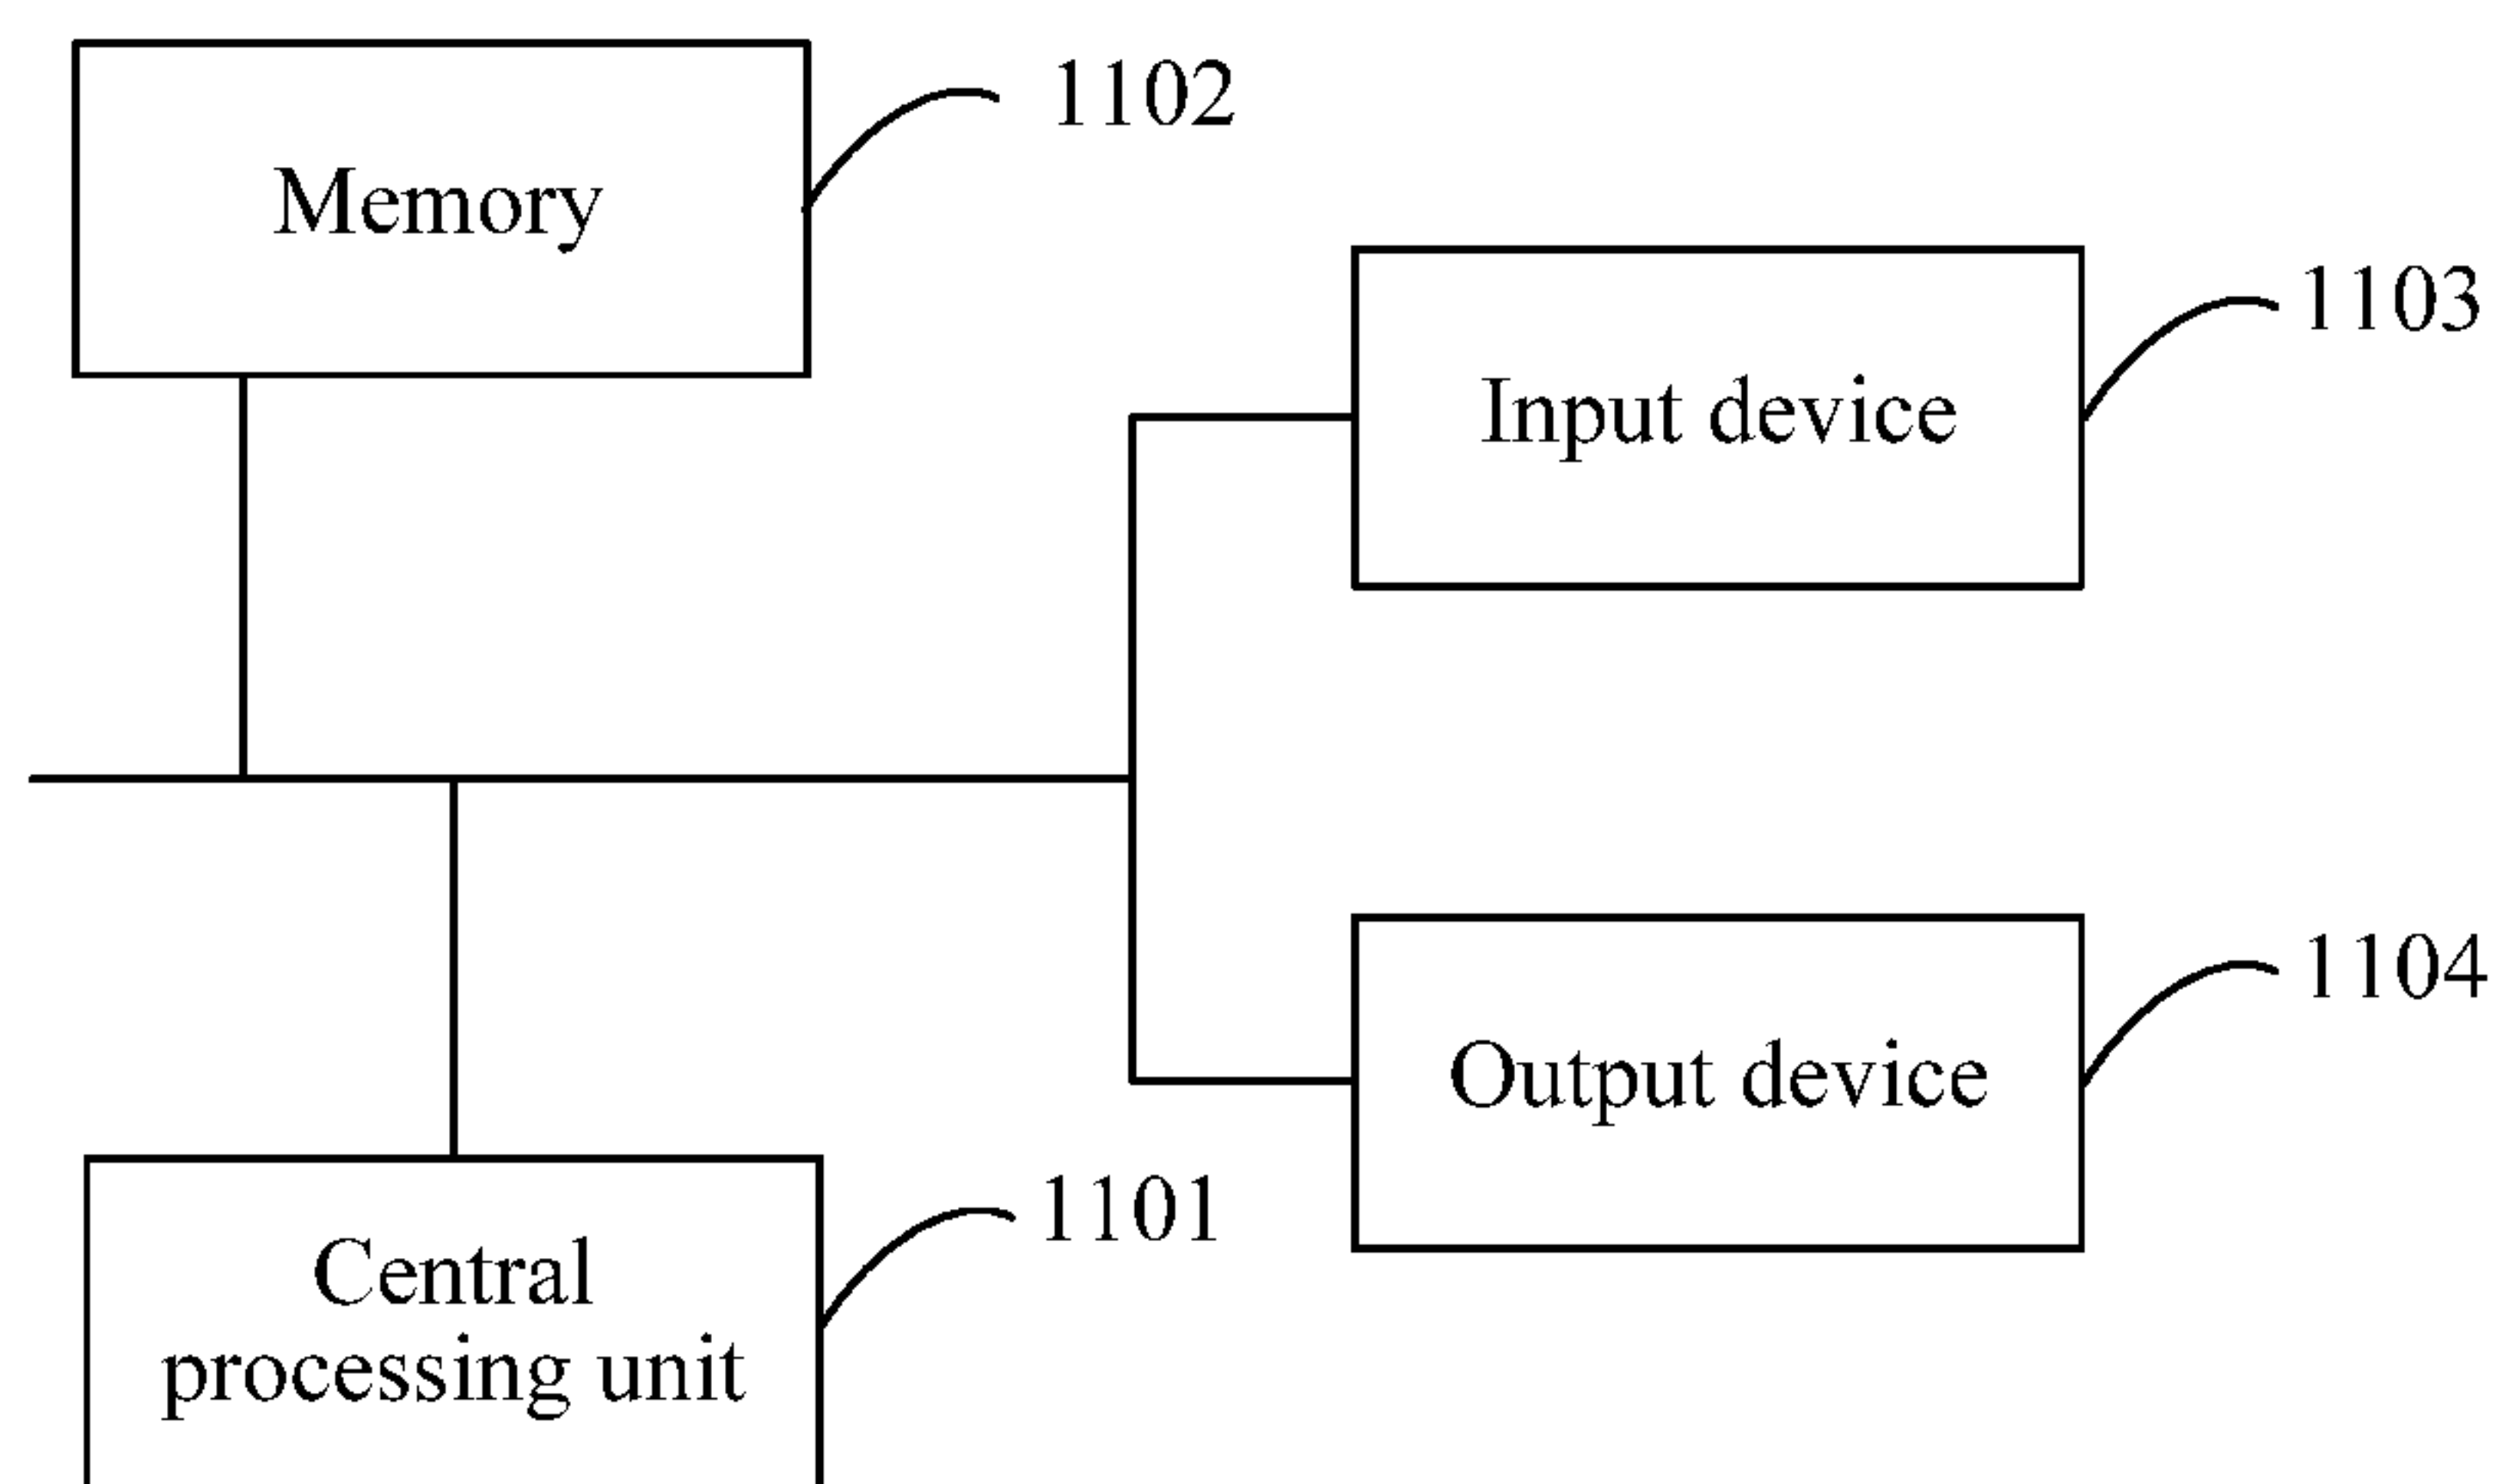 Memory
1102
Input device
1103
Output device
1104
Central
processing unit
1101